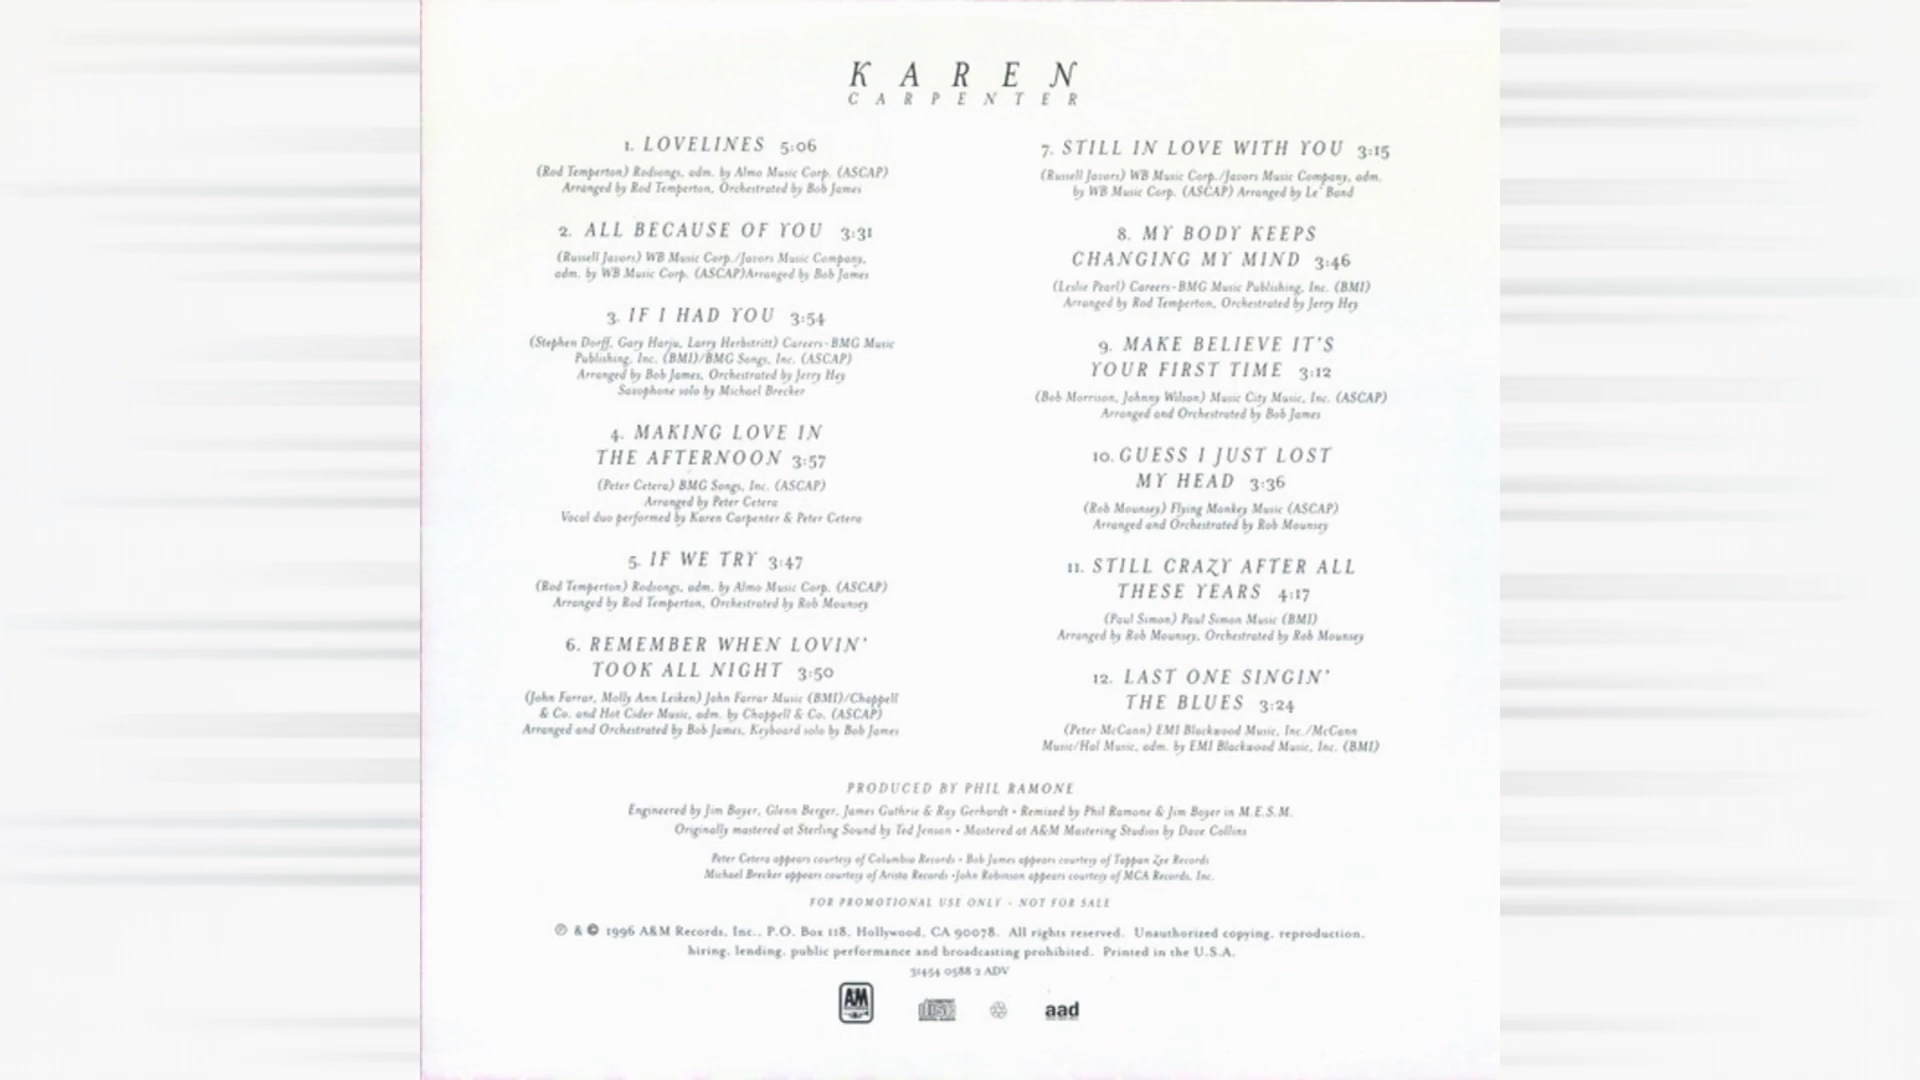 KAREN
CARPENTER
1. LOVELINES 5:06
(Rod Temperton) Rodsongs, adm. by Almo Music Corp. (ASCAP)
Arranged by Rod Temperton, Orchestrated by Bob James
2. ALL BECAUSE OF YOU 3:31
(Russell Javors) WB Music Corp./Javors Music Company,
adm. by WB Music Corp. (ASCAP)Arranged by Bob James
3. IF I HAD YOU 3:54
(Stephen Dorff, Gary Harju, Larry Herbstritt) Careers-BMG Music
Publishing, Inc. (BMI)/BMG Songs, Inc. (ASCAP)
Arranged by Bob James, Orchestrated by Jerry Hey
Saxophone solo by Michael Brecker
4. MAKING LOVE IN
THE AFTERNOON 3:57
(Peter Cetera) BMG Songs, Inc. (ASCAP)
Arranged by Peter Cetera
Vocal duo performed by Karen Carpenter & Peter Cetera
5. IF WE TRY 3:47
(Rod Temperton) Rodsongs, adm. by Almo Music Corp. (ASCAP)
Arranged by Rod Temperton, Orchestrated by Rob Mounsey
6. REMEMBER WHEN LOVIN'
TOOK ALL NIGHT 3:50
(John Farrar, Molly Ann Leiken) John Farrar Music (BMI)/Chappell
& Co. and Hot Cider Music, adm. by Chappell & Co. (ASCAP)
Arranged and Orchestrated by Bob James, Keyboard solo by Bob James
7. STILL IN LOVE WITH YOU 3:15
(Russell Javors) WB Music Corp./Javors Music Company, adm.
by WB Music Corp. (ASCAP) Arranged by Le' Band
8. MY BODY KEEPS
CHANGING MY MIND 3:46
(Leslie Pearl) Careers-BMG Music Publishing, Inc. (BMI)
Arranged by Rod Temperton, Orchestrated by Jerry Hey
9. MAKE BELIEVE IT'S
YOUR FIRST TIME 3:12
(Bob Morrison, Johnny Wilson) Music City Music, Inc. (ASCAP)
Arranged and Orchestrated by Bob James
10. GUESS I JUST LOST
MY HEAD 3:36
(Rob Mounsey) Flying Monkey Music (ASCAP)
Arranged and Orchestrated by Rob Mounsey
11. STILL CRAZY AFTER ALL
THESE YEARS 4:17
(Paul Simon) Paul Simon Music (BMI)
Arranged by Rob Mounsey, Orchestrated by Rob Mounsey
12. LAST ONE SINGIN'
THE BLUES 3:24
(Peter McCann) EMI Blackwood Music, Inc./McCann
Music/Hal Music, adm. by EMI Blackwood Music, Inc. (BMI)
PRODUCED BY PHIL RAMONE
Engineered by Jim Boyer, Glenn Berger, James Guthrie & Ray Gerhardt • Remixed by Phil Ramone & Jim Boyer in M.E.S.M.
Originally mastered at Sterling Sound by Ted Jensen • Mastered at A&M Mastering Studios by Dave Collins
Peter Cetera appears courtesy of Columbia Records • Bob James appears courtesy of Tappan Zee Records
Michael Brecker appears courtesy of Arista Records •John Robinson appears courtesy of MCA Records, Inc.
FOR PROMOTIONAL USE ONLY - NOT FOR SALE
℗ & © 1996 A&M Records, Inc., P.O. Box 118, Hollywood, CA 90078. All rights reserved. Unauthorized copying, reproduction,
hiring, lending, public performance and broadcasting prohibited. Printed in the U.S.A.
31454 0588 2 ADV
A&M disc aad